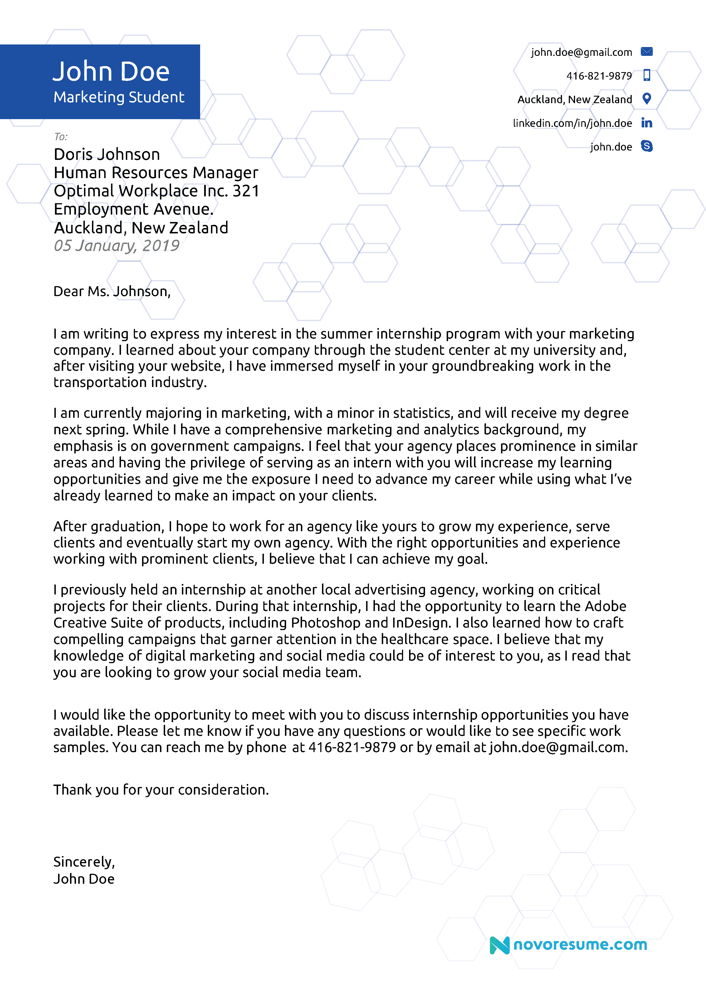 John Doe
Marketing Student
john.doe@gmail.com
416-821-9879
Auckland, New Zealand
linkedin.com/in/john.doe
john.doe
To:
Doris Johnson
Human Resources Manager
Optimal Workplace Inc. 321
Employment Avenue.
Auckland, New Zealand
05 January, 2019
Dear Ms. Johnson,
I am writing to express my interest in the summer internship program with your marketing
company. I learned about your company through the student center at my university and,
after visiting your website, I have immersed myself in your groundbreaking work in the
transportation industry.
I am currently majoring in marketing, with a minor in statistics, and will receive my degree
next spring. While I have a comprehensive marketing and analytics background, my
emphasis is on government campaigns. I feel that your agency places prominence in similar
areas and having the privilege of serving as an intern with you will increase my learning
opportunities and give me the exposure I need to advance my career while using what I’ve
already learned to make an impact on your clients.
After graduation, I hope to work for an agency like yours to grow my experience, serve
clients and eventually start my own agency. With the right opportunities and experience
working with prominent clients, I believe that I can achieve my goal.
I previously held an internship at another local advertising agency, working on critical
projects for their clients. During that internship, I had the opportunity to learn the Adobe
Creative Suite of products, including Photoshop and InDesign. I also learned how to craft
compelling campaigns that garner attention in the healthcare space. I believe that my
knowledge of digital marketing and social media could be of interest to you, as I read that
you are looking to grow your social media team.
I would like the opportunity to meet with you to discuss internship opportunities you have
available. Please let me know if you have any questions or would like to see specific work
samples. You can reach me by phone at 416-821-9879 or by email at john.doe@gmail.com.
Thank you for your consideration.
Sincerely,
John Doe
novoresume.com